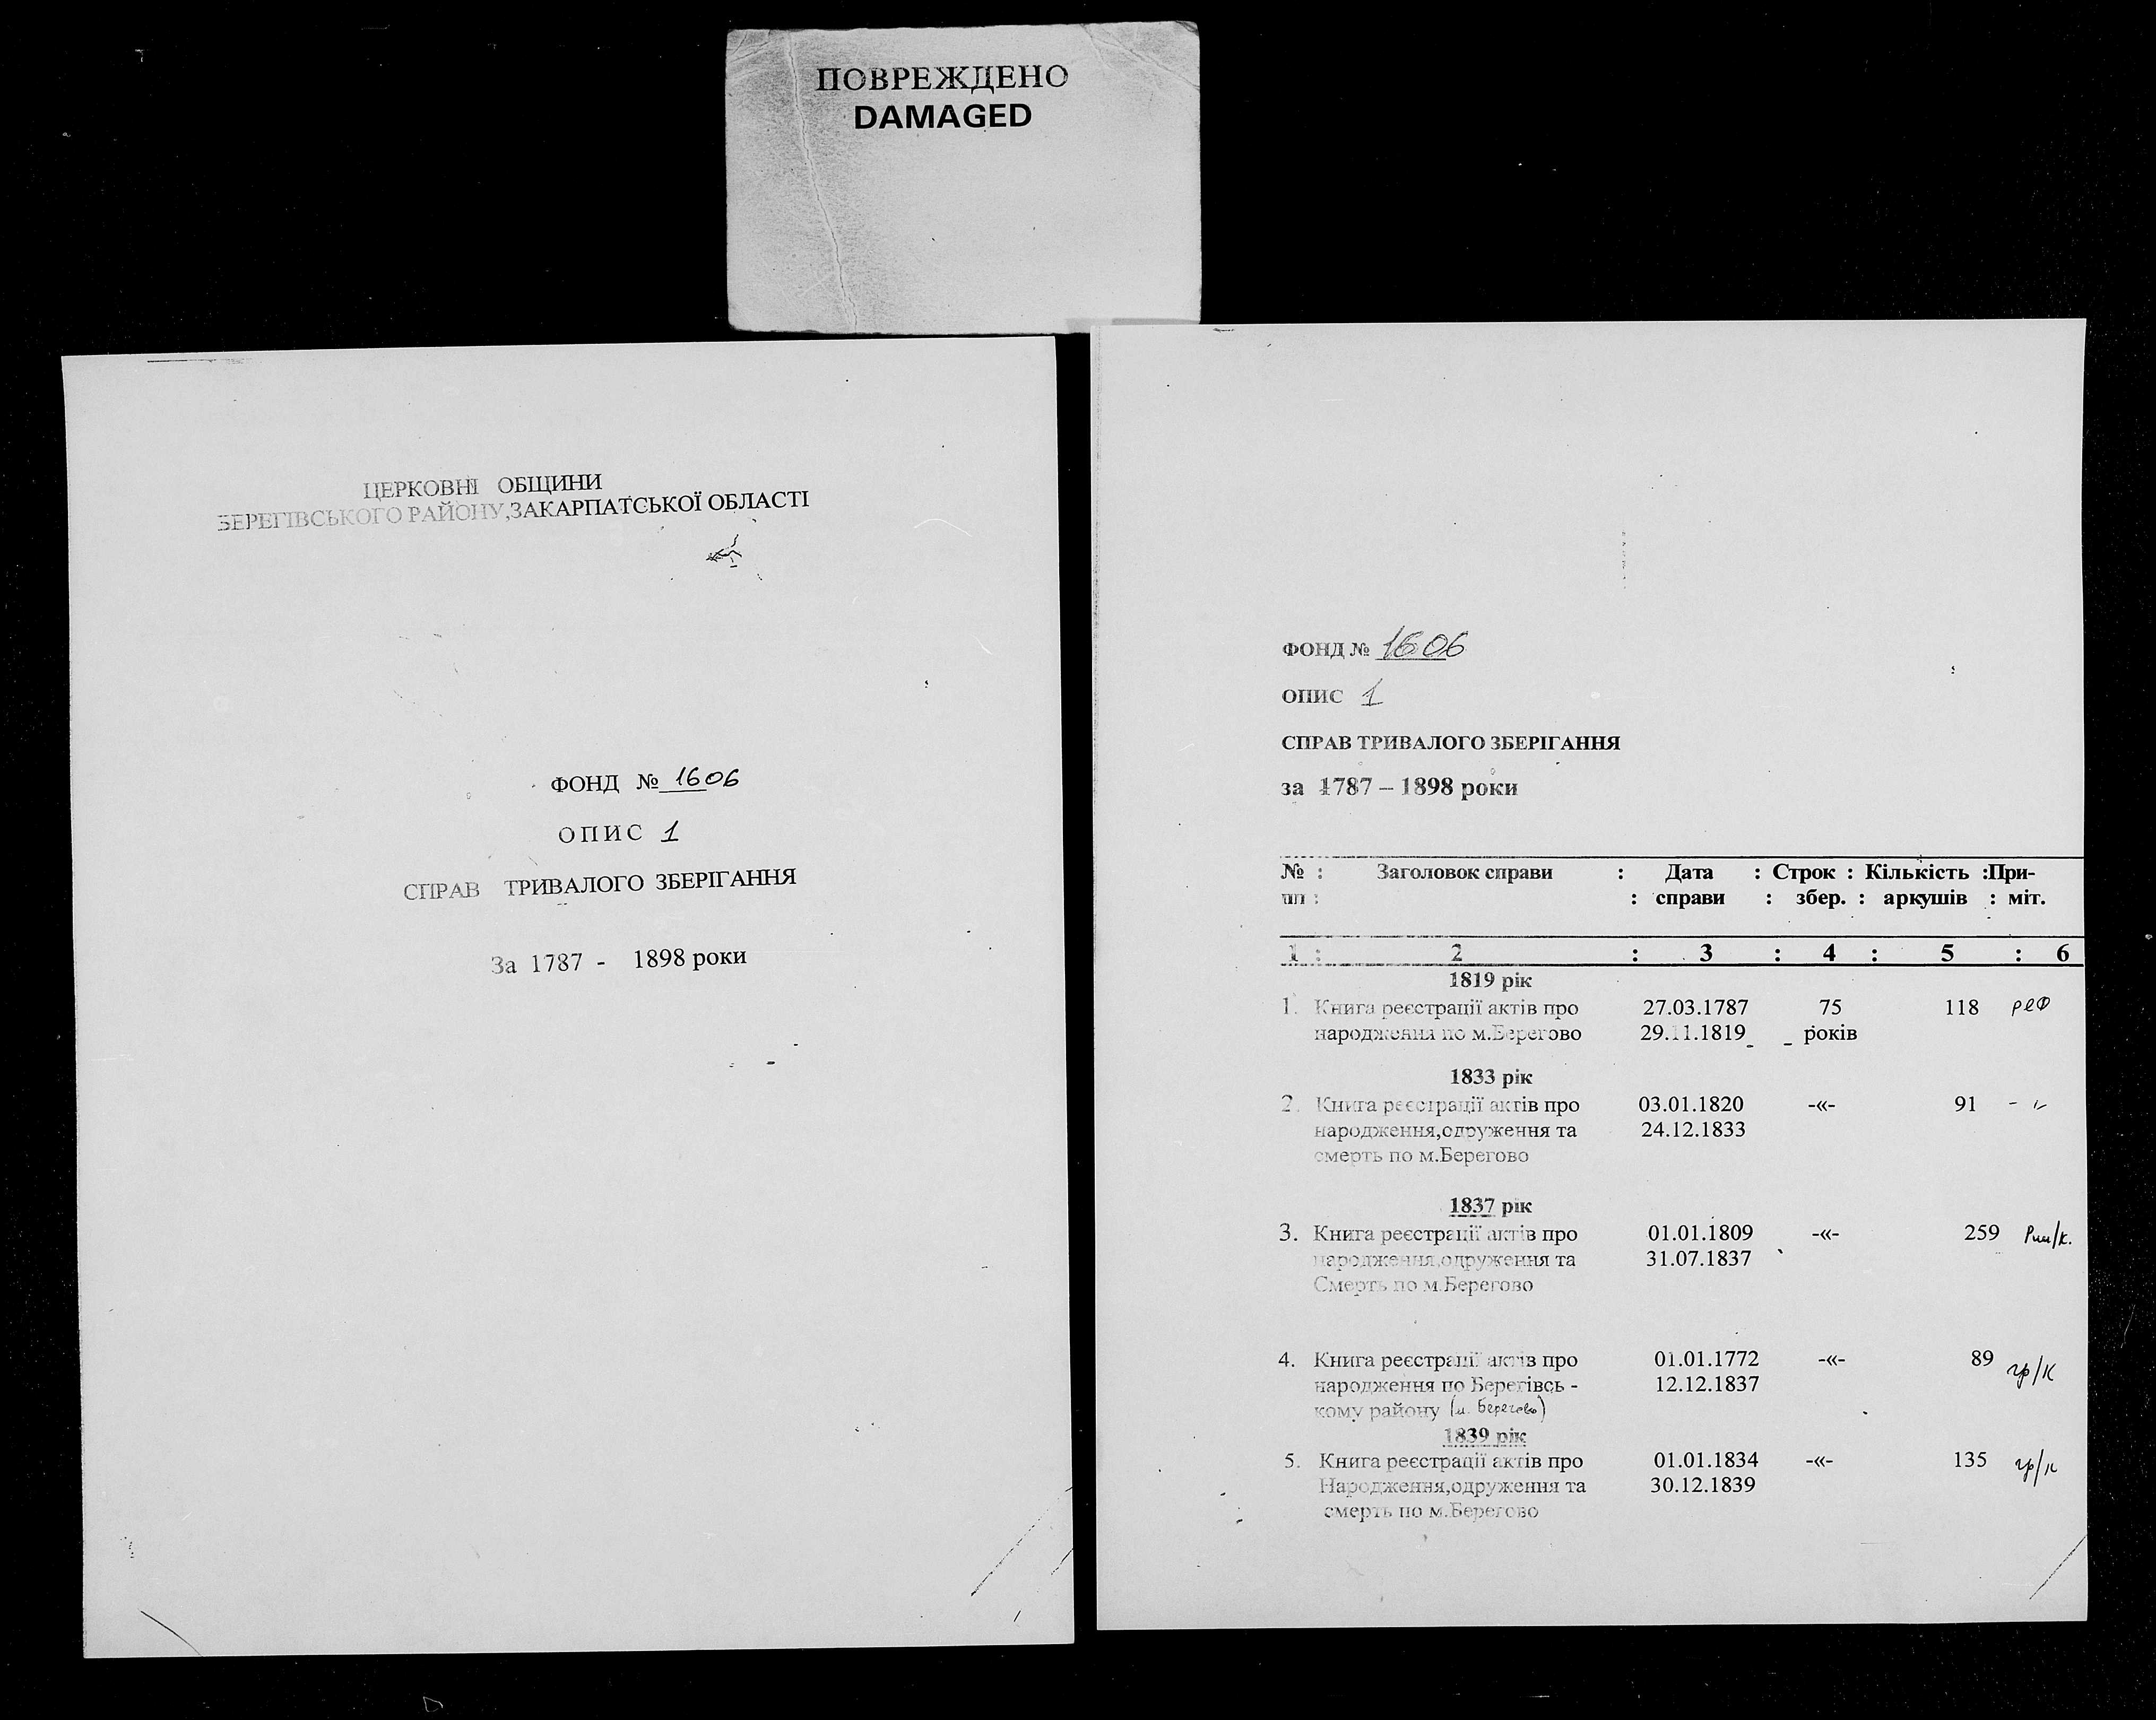 ПОВРЕЖДЕНО
DAMAGED
ЦЕРКОВНІ ОБЩИНИ
БЕРЕГІВСЬКОГО РАЙОНУ,ЗАКАРПАТСЬКОЇ ОБЛАСТІ
ФОНД № 1606
ОПИС 1
СПРАВ ТРИВАЛОГО ЗБЕРІГАННЯ
За 1787 - 1898 роки
ФОНД № 1606
ОПИС 1
СПРАВ ТРИВАЛОГО ЗБЕРІГАННЯ
за 1787 – 1898 роки
№ : Заголовок справи : Дата : Строк : Кількість :При-
пп : : справи : збер. : аркушів : міт.
1 : 2 : 3 : 4 : 5 : 6
1819 рік
1. Книга реєстрації актів про 27.03.1787 75 118 реф
народження по м.Берегово 29.11.1819 років
1833 рік
2. Книга реєстрації актів про 03.01.1820 -«- 91 - "
народження,одруження та 24.12.1833
смерть по м.Берегово
1837 рік
3. Книга реєстрації актів про 01.01.1809 -«- 259 Рим/к.
народження,одруження та 31.07.1837
Смерть по м.Берегово
4. Книга реєстрації актів про 01.01.1772 -«- 89 гр/к
народження по Берегівсь - 12.12.1837
кому району (м. Берегово)
1839 рік
5. Книга реєстрації актів про 01.01.1834 -«- 135 гр/к
Народження,одруження та 30.12.1839
смерть по м.Берегово